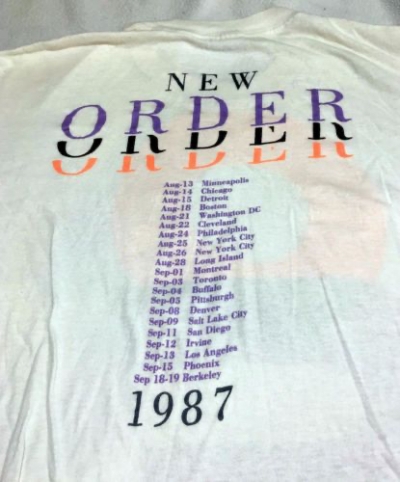 NEW
ORDER
ORDER
ORDER
Aug-13 Minneapolis
Aug-14 Chicago
Aug-15 Detroit
Aug-18 Boston
Aug-21 Washington DC
Aug-22 Cleveland
Aug-24 Philadelphia
Aug-25 New York City
Aug-26 New York City
Aug-28 Long Island
Sep-01 Montreal
Sep-03 Toronto
Sep-04 Buffalo
Sep-05 Pittsburgh
Sep-08 Denver
Sep-09 Salt Lake City
Sep-11 San Diego
Sep-12 Irvine
Sep-13 Los Angeles
Sep-15 Phoenix
Sep 18-19 Berkeley
1987